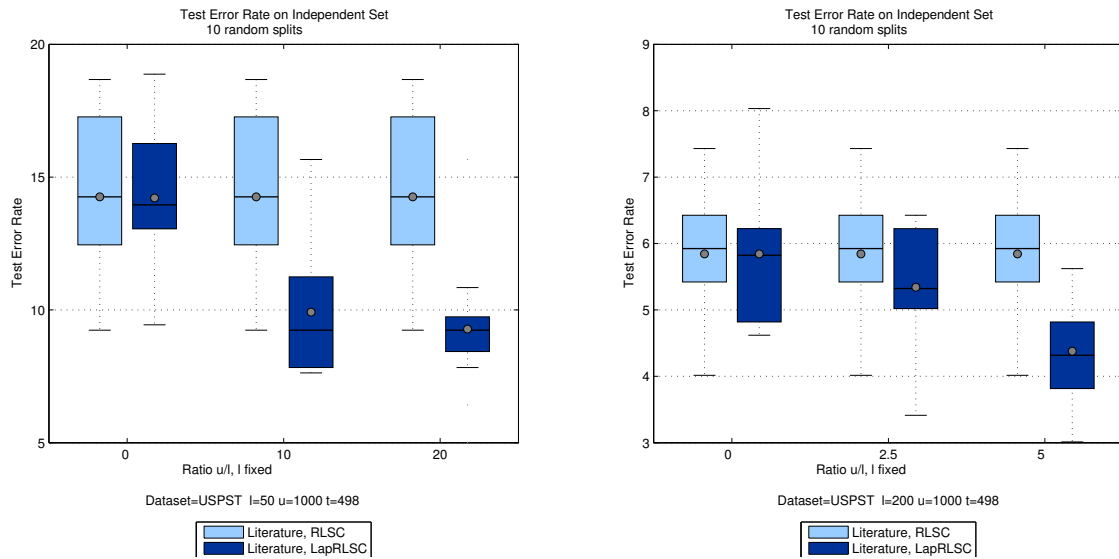 Test Error Rate on Independent Set
10 random splits
20
15
10
5
Test Error Rate
0
10
20
Ratio u/l, l fixed
Dataset=USPST l=50 u=1000 t=498
Literature, RLSC
Literature, LapRLSC
Test Error Rate on Independent Set
10 random splits
9
8
7
6
5
4
3
Test Error Rate
0
2.5
5
Ratio u/l, l fixed
Dataset=USPST l=200 u=1000 t=498
Literature, RLSC
Literature, LapRLSC